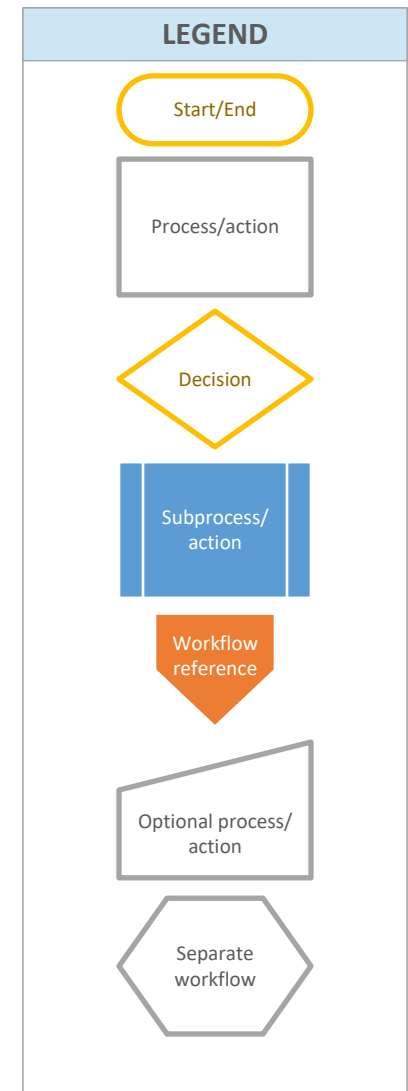 LEGEND
Start/End
Process/action
Decision
Subprocess/
action
Workflow
reference
Optional process/
action
Separate
workflow